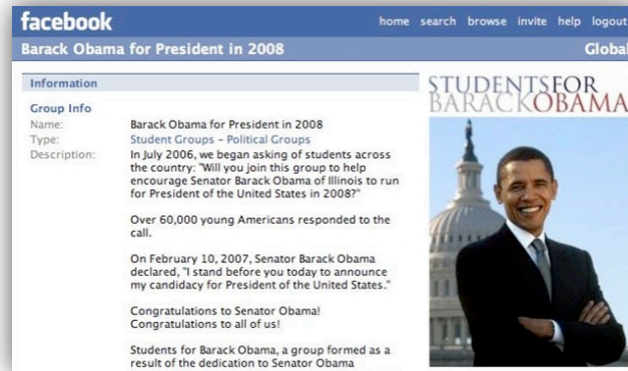 facebook
home search browse invite help logout
Barack Obama for President in 2008
Global
Information
Group Info
Name: Barack Obama for President in 2008
Type: Student Groups – Political Groups
Description: In July 2006, we began asking of students across
the country: "Will you join this group to help
encourage Senator Barack Obama of Illinois to run
for President of the United States in 2008?"
Over 60,000 young Americans responded to the
call.
On February 10, 2007, Senator Barack Obama
declared, "I stand before you today to announce
my candidacy for President of the United States."
Congratulations to Senator Obama!
Congratulations to all of us!
Students for Barack Obama, a group formed as a
result of the dedication to Senator Obama
STUDENTSFOR
BARACKOBAMA